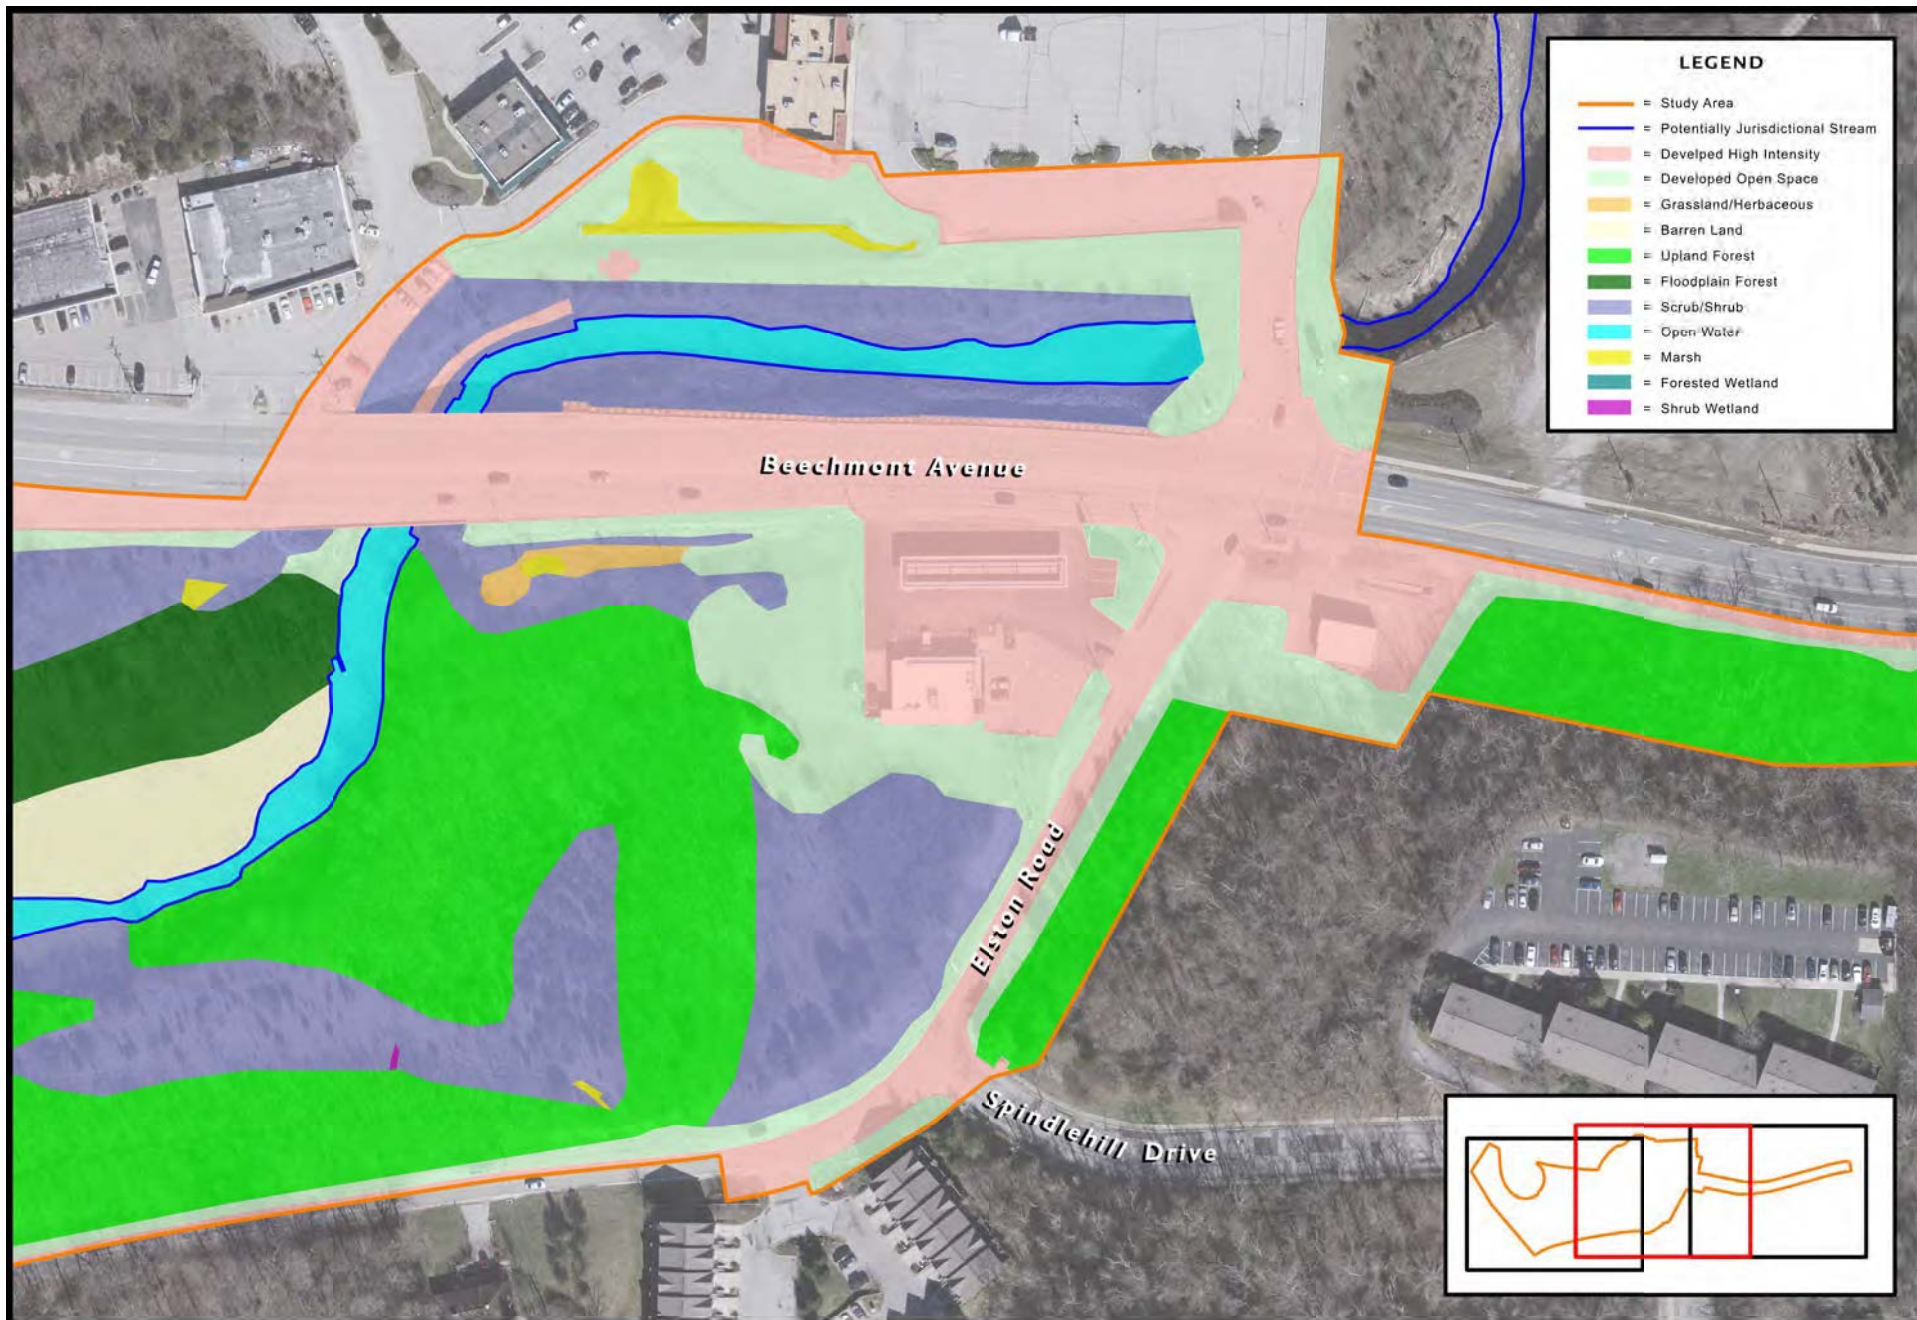 LEGEND
= Study Area
= Potentially Jurisdictional Stream
= Develped High Intensity
= Developed Open Space
= Grassland/Herbaceous
= Barren Land
= Upland Forest
= Floodplain Forest
= Scrub/Shrub
= Open Water
= Marsh
= Forested Wetland
= Shrub Wetland
Beechmont Avenue
Elston Road
Spindlehill Drive